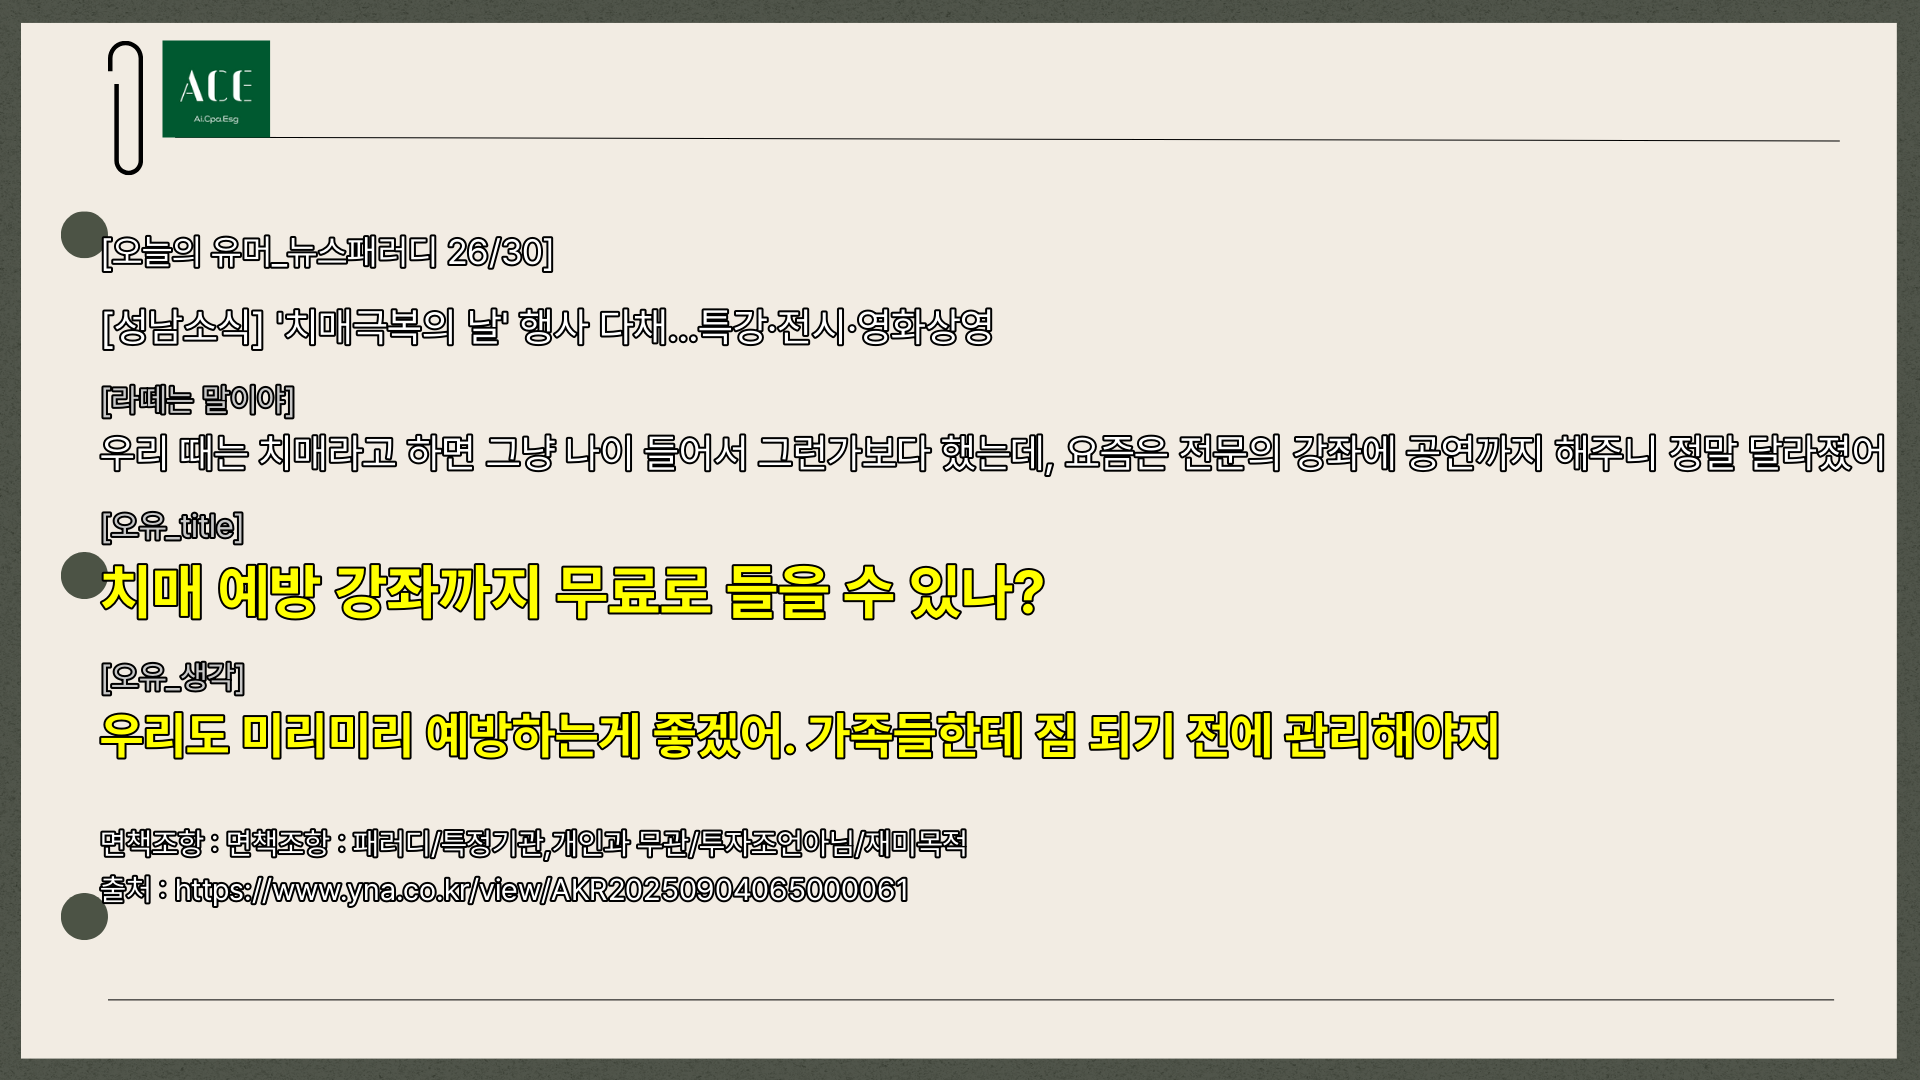 ACE
Ai.Cpa.Esg
[오늘의 유머_뉴스패러디 26/30]
[성남소식] '치매극복의 날' 행사 다채…특강·전시·영화상영
[라떼는 말이야]
우리 때는 치매라고 하면 그냥 나이 들어서 그런가보다 했는데, 요즘은 전문의 강좌에 공연까지 해주니 정말 달라졌어
[오유_title]
치매 예방 강좌까지 무료로 들을 수 있나?
[오유_생각]
우리도 미리미리 예방하는게 좋겠어. 가족들한테 짐 되기 전에 관리해야지
면책조항 : 면책조항 : 패러디/특정기관,개인과 무관/투자조언아님/재미목적
출처 : https://www.yna.co.kr/view/AKR20250904065000061